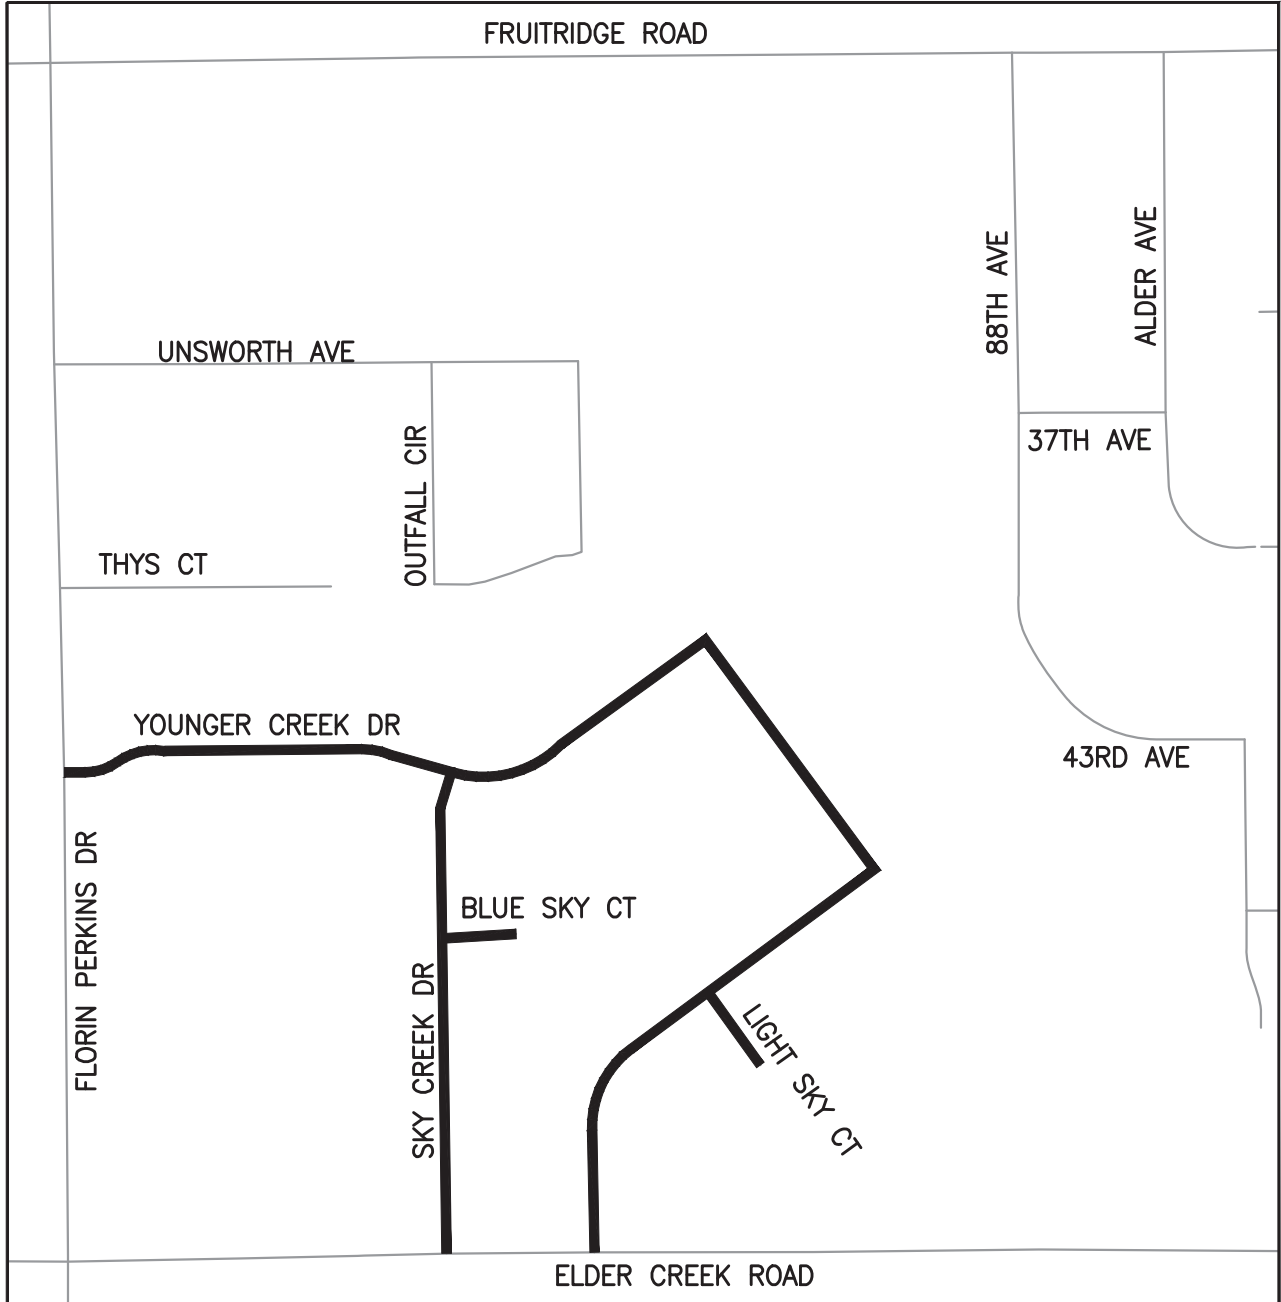 FRUITRIDGE ROAD
88TH AVE
ALDER AVE
UNSWORTH AVE
OUTFALL CIR
37TH AVE
THYS CT
YOUNGER CREEK DR
43RD AVE
FLORIN PERKINS DR
BLUE SKY CT
SKY CREEK DR
LIGHT SKY CT
ELDER CREEK ROAD